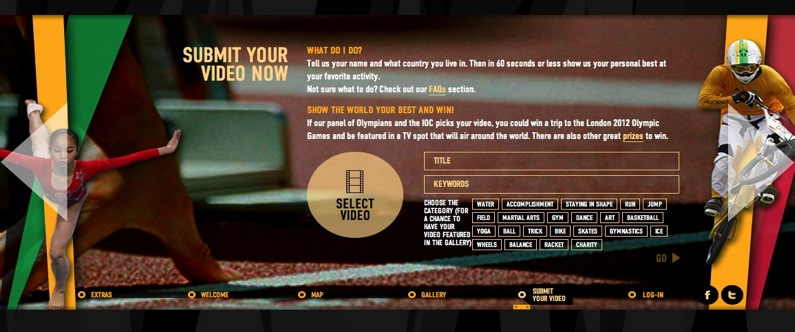 SUBMIT YOUR
VIDEO NOW
WHAT DO I DO?
Tell us your name and what country you live in. Then in 60 seconds or less show us your personal best at
your favorite activity.
Not sure what to do? Check out our FAQs section.
SHOW THE WORLD YOUR BEST AND WIN!
If our panel of Olympians and the IOC picks your video, you could win a trip to the London 2012 Olympic
Games and be featured in a TV spot that will air around the world. There are also other great prizes to win.
SELECT
VIDEO
TITLE
KEYWORDS
CHOOSE THE
CATEGORY (FOR
A CHANCE TO
HAVE YOUR
VIDEO FEATURED
IN THE GALLERY)
WATER ACCOMPLISHMENT STAYING IN SHAPE RUN JUMP
FIELD MARTIAL ARTS GYM DANCE ART BASKETBALL
YOGA BALL TRICK BIKE SKATES GYMNASTICS ICE
WHEELS BALANCE RACKET CHARITY
GO
EXTRAS WELCOME MAP GALLERY SUBMIT
YOUR VIDEO LOG-IN
f t